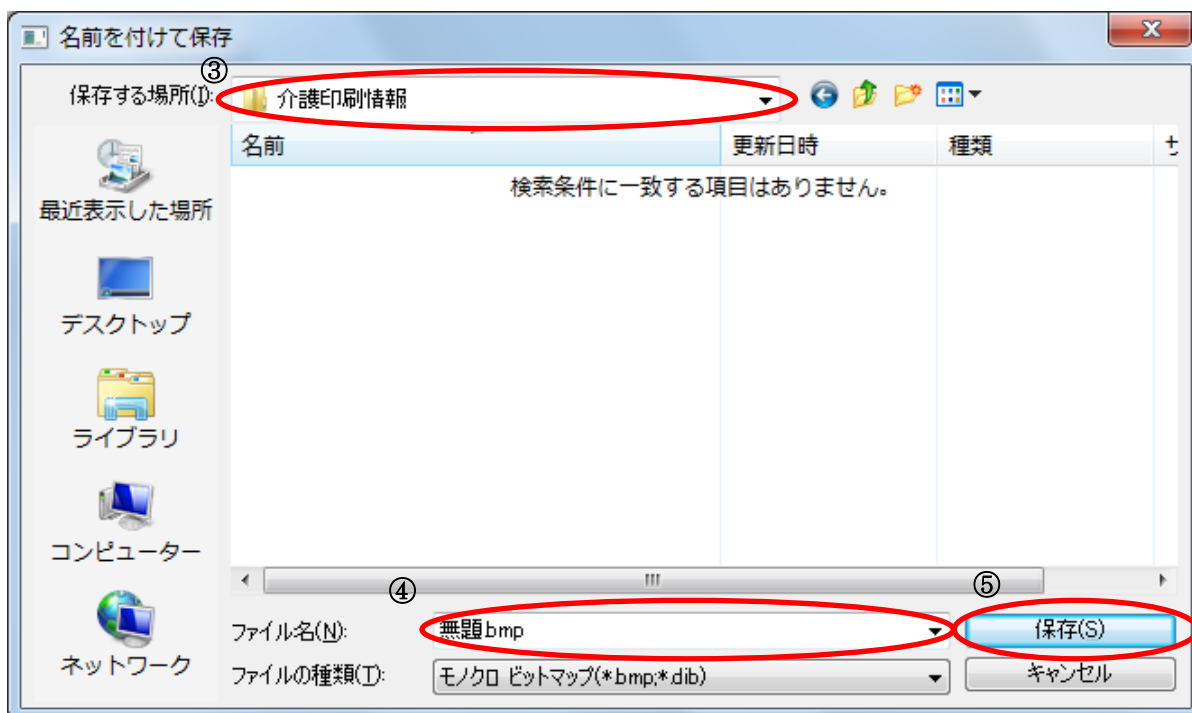 名前を付けて保存
③
保存する場所(I):
介護印刷情報
名前 更新日時 種類 サ
検索条件に一致する項目はありません。
最近表示した場所
デスクトップ
ライブラリ
コンピューター
ネットワーク
④ ⑤
ファイル名(N): 無題.bmp 保存(S)
ファイルの種類(T): モノクロ ビットマップ(*.bmp;*.dib) キャンセル